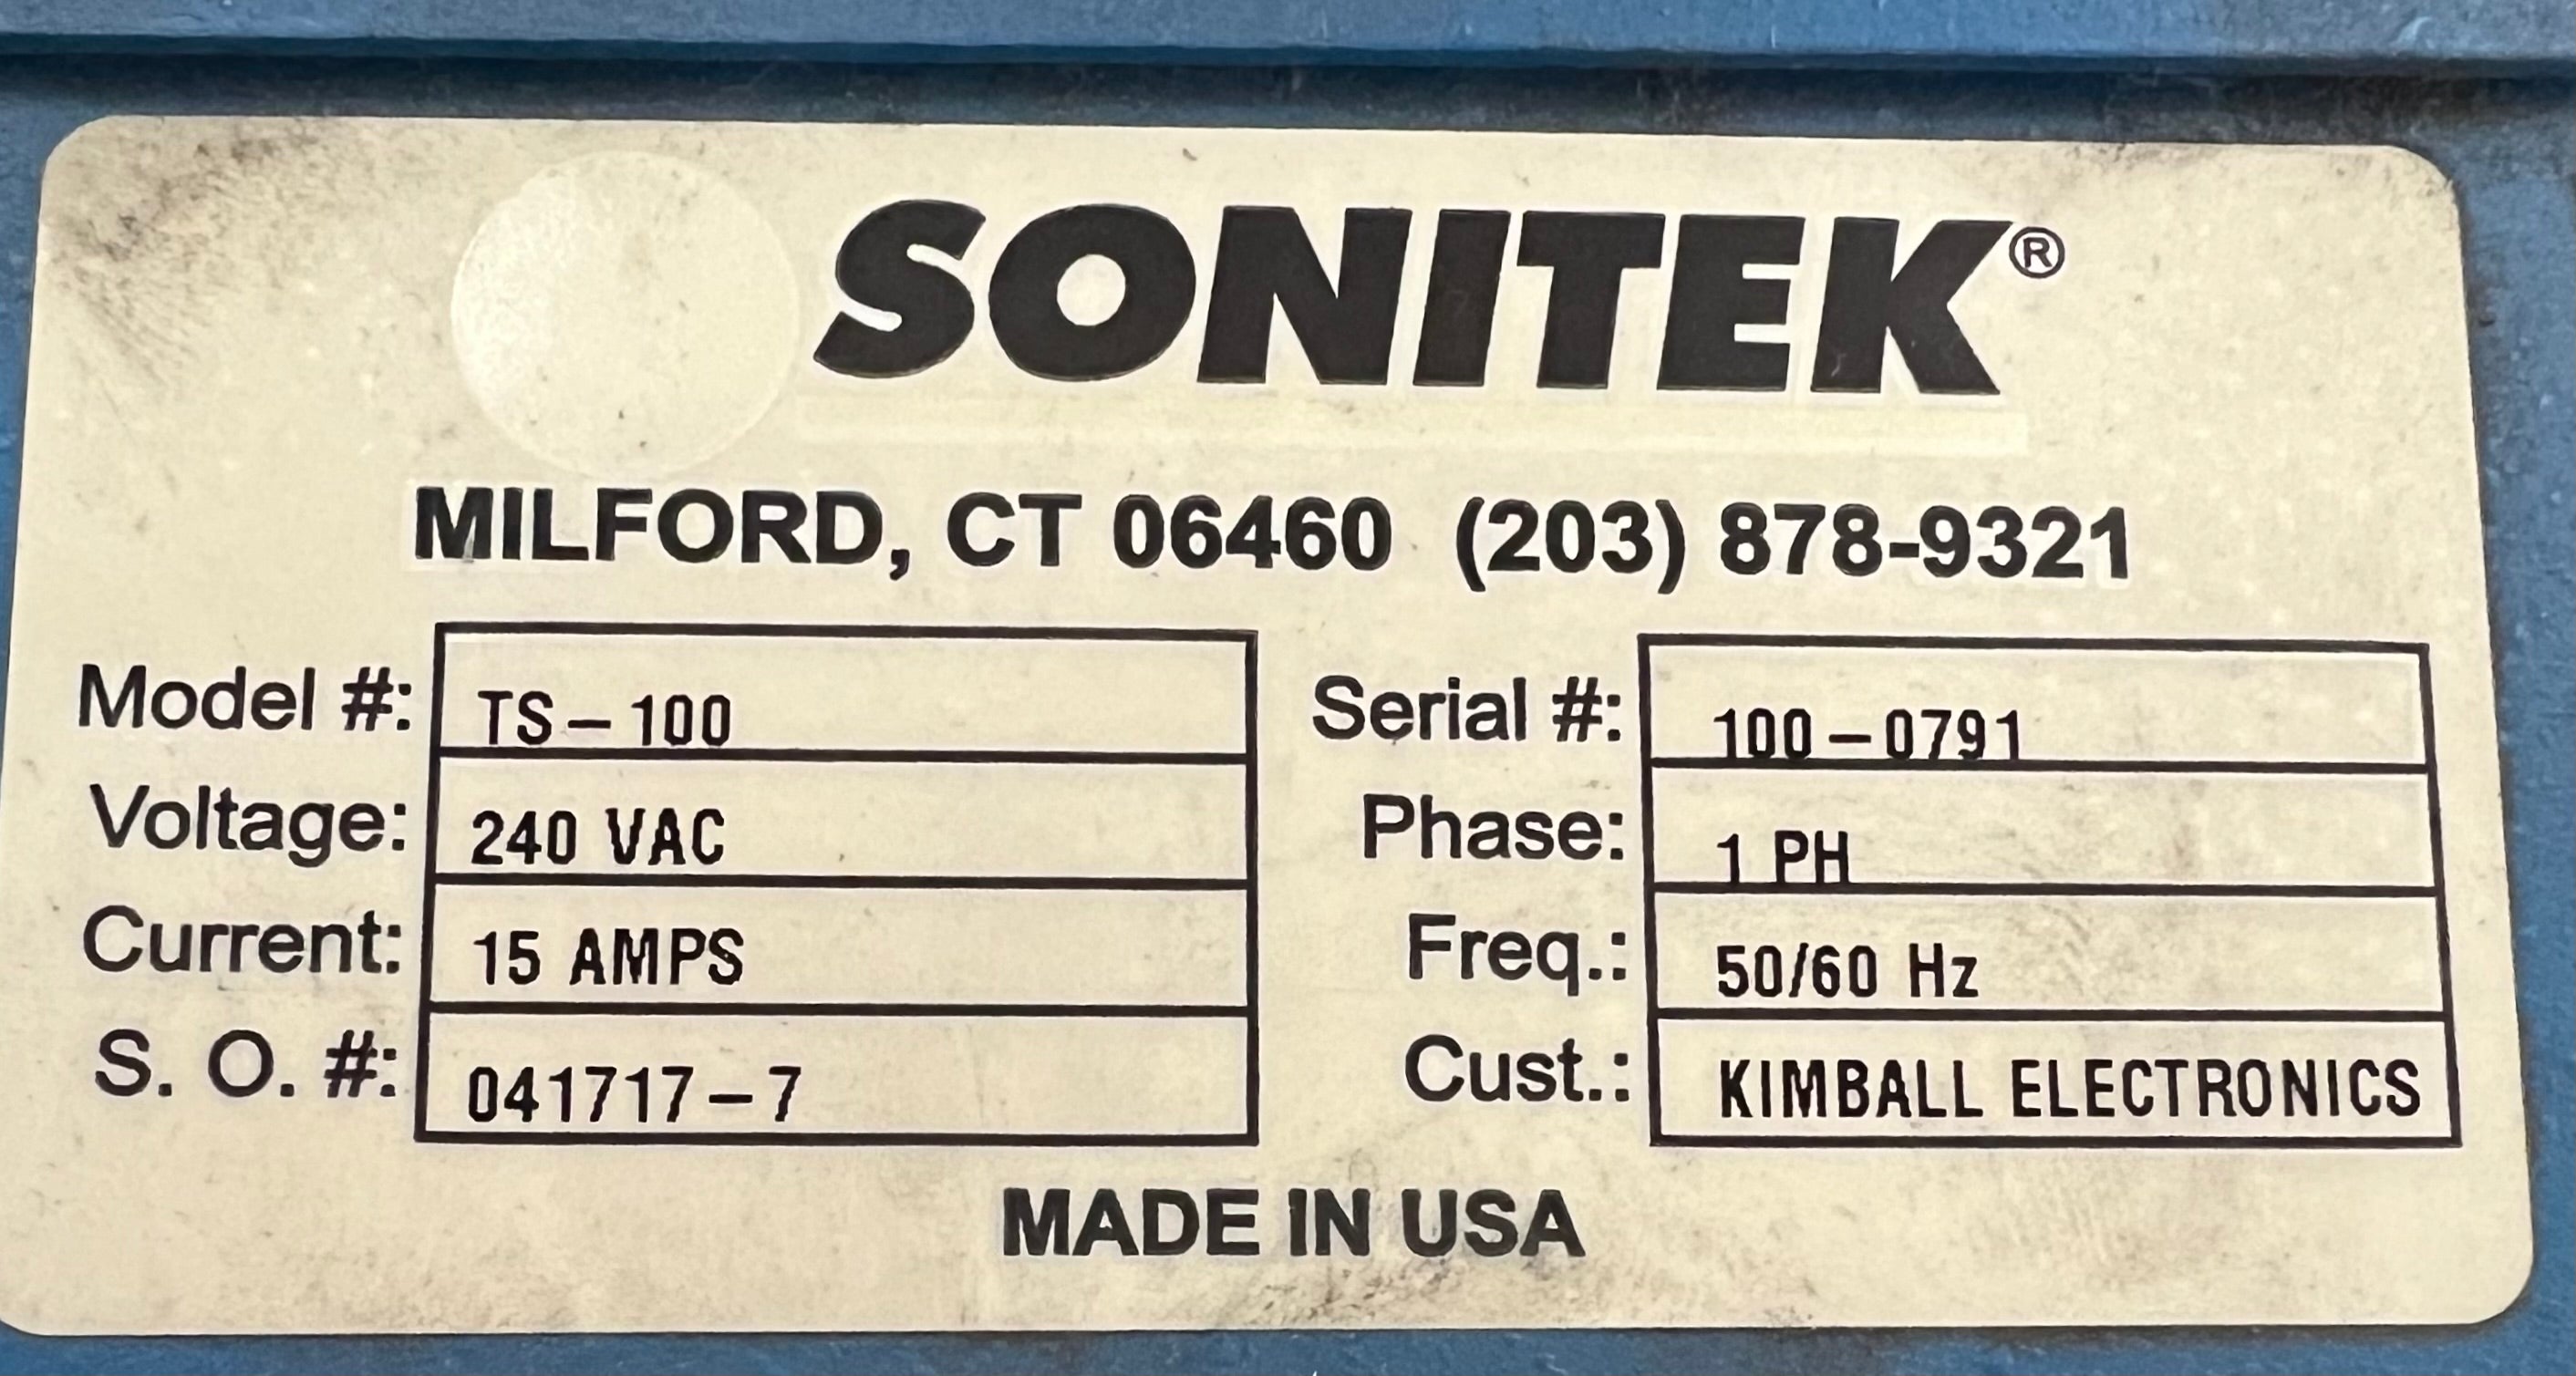 SONITEK®
MILFORD, CT 06460 (203) 878-9321
Model #: TS-100 Serial #: 100-0791
Voltage: 240 VAC Phase: 1 PH
Current: 15 AMPS Freq.: 50/60 Hz
S. O. #: 041717-7 Cust.: KIMBALL ELECTRONICS
MADE IN USA